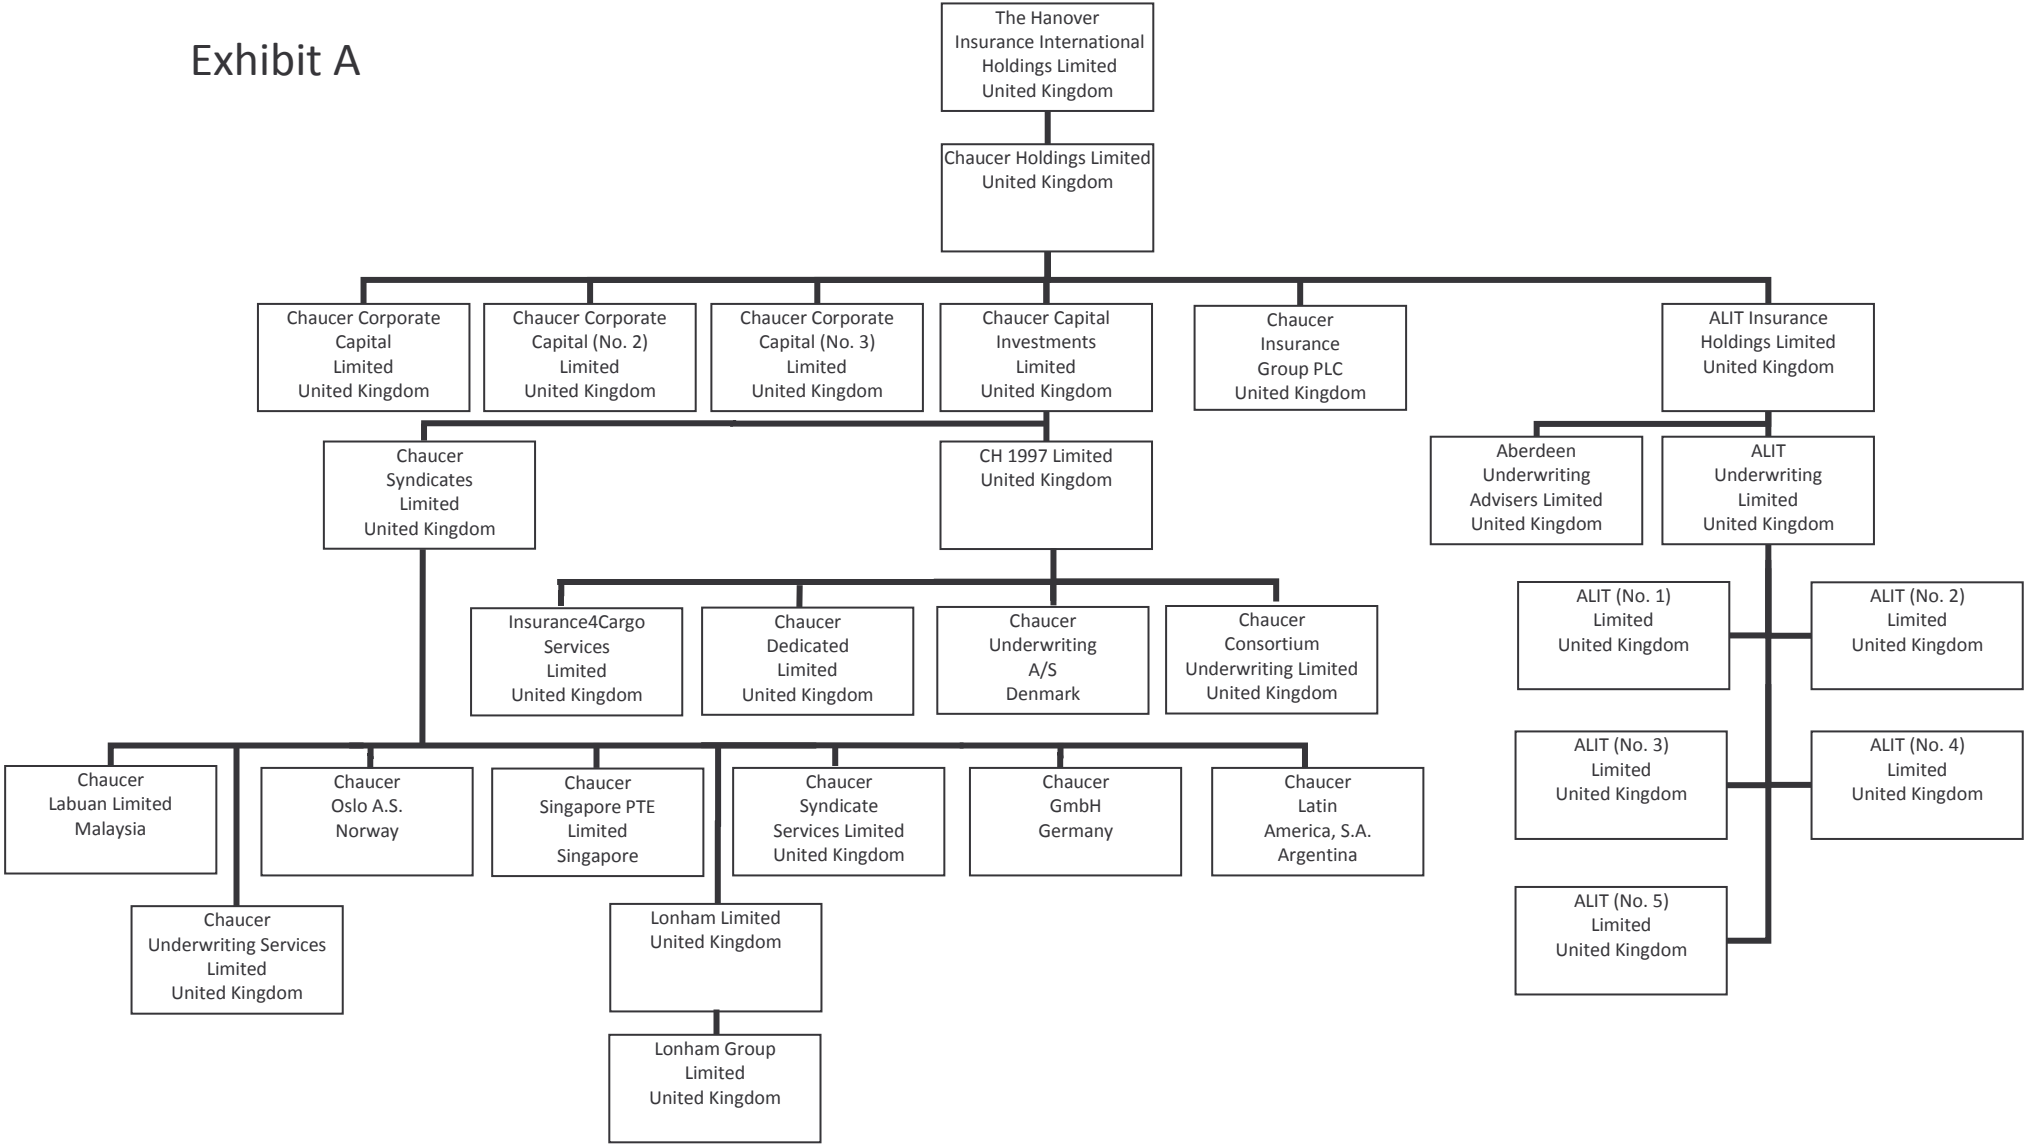 Exhibit A
The Hanover
Insurance International
Holdings Limited
United Kingdom
Chaucer Holdings Limited
United Kingdom
Chaucer Corporate
Capital
Limited
United Kingdom
Chaucer Corporate
Capital (No. 2)
Limited
United Kingdom
Chaucer Corporate
Capital (No. 3)
Limited
United Kingdom
Chaucer Capital
Investments
Limited
United Kingdom
Chaucer
Insurance
Group PLC
United Kingdom
ALIT Insurance
Holdings Limited
United Kingdom
Chaucer
Syndicates
Limited
United Kingdom
CH 1997 Limited
United Kingdom
Aberdeen
Underwriting
Advisers Limited
United Kingdom
ALIT
Underwriting
Limited
United Kingdom
Insurance4Cargo
Services
Limited
United Kingdom
Chaucer
Dedicated
Limited
United Kingdom
Chaucer
Underwriting
A/S
Denmark
Chaucer
Consortium
Underwriting Limited
United Kingdom
ALIT (No. 1)
Limited
United Kingdom
ALIT (No. 2)
Limited
United Kingdom
ALIT (No. 3)
Limited
United Kingdom
ALIT (No. 4)
Limited
United Kingdom
Chaucer
Labuan Limited
Malaysia
Chaucer
Oslo A.S.
Norway
Chaucer
Singapore PTE
Limited
Singapore
Chaucer
Syndicate
Services Limited
United Kingdom
Chaucer
GmbH
Germany
Chaucer
Latin
America, S.A.
Argentina
ALIT (No. 5)
Limited
United Kingdom
Chaucer
Underwriting Services
Limited
United Kingdom
Lonham Limited
United Kingdom
Lonham Group
Limited
United Kingdom